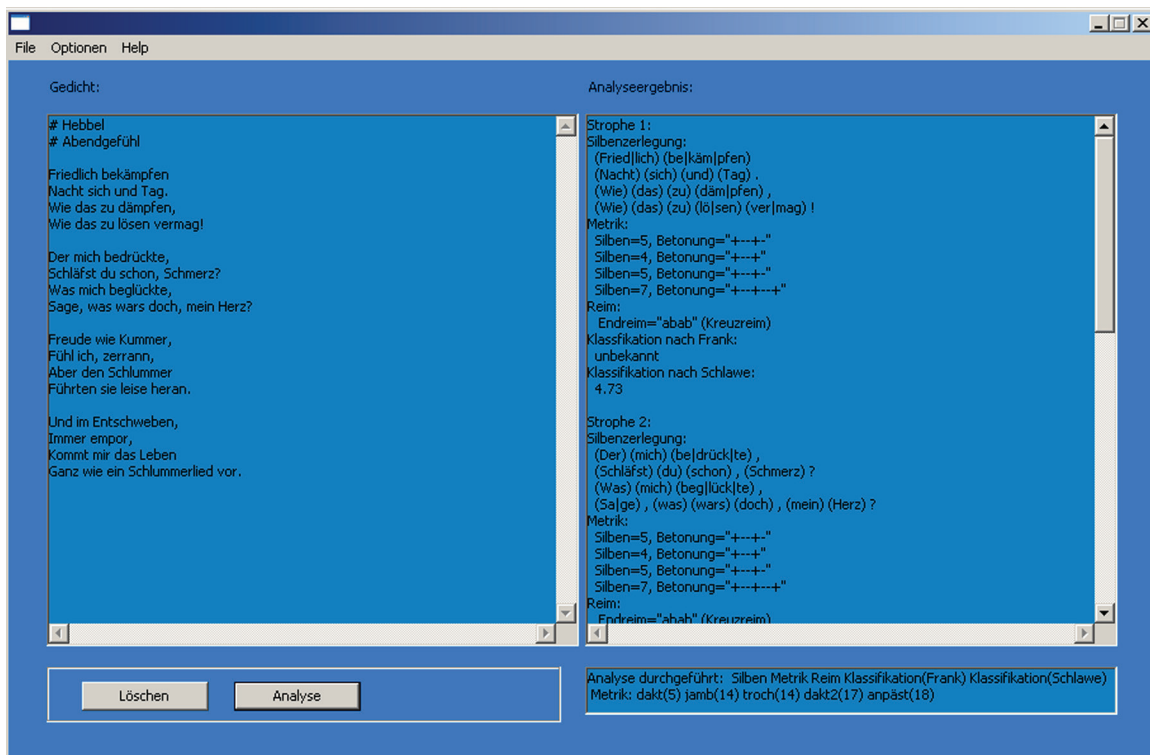 File Optionen Help
Gedicht:
# Hebbel
# Abendgefühl
Friedlich bekämpfen
Nacht sich und Tag.
Wie das zu dämpfen,
Wie das zu lösen vermag!
Der mich bedrückte,
Schläfst du schon, Schmerz?
Was mich beglückte,
Sage, was wars doch, mein Herz?
Freude wie Kummer,
Fühl ich, zerrann,
Aber den Schlummer
Führten sie leise heran.
Und im Entschweben,
Immer empor,
Kommt mir das Leben
Ganz wie ein Schlummerlied vor.
Löschen
Analyse
Analyseergebnis:
Strophe 1:
Silbenzerlegung:
(Fried|lich) (be|käm|pfen)
(Nacht) (sich) (und) (Tag) .
(Wie) (das) (zu) (däm|pfen) ,
(Wie) (das) (zu) (lö|sen) (ver|mag) !
Metrik:
Silben=5, Betonung="+--+-"
Silben=4, Betonung="+--+"
Silben=5, Betonung="+--+-"
Silben=7, Betonung="+--+--+"
Reim:
Endreim="abab" (Kreuzreim)
Klassfikation nach Frank:
unbekannt
Klassifikation nach Schlawe:
4.73
Strophe 2:
Silbenzerlegung:
(Der) (mich) (be|drück|te) ,
(Schläfst) (du) (schon) , (Schmerz) ?
(Was) (mich) (beg|lück|te) ,
(Sa|ge) , (was) (wars) (doch) , (mein) (Herz) ?
Metrik:
Silben=5, Betonung="+--+-"
Silben=4, Betonung="+--+"
Silben=5, Betonung="+--+-"
Silben=7, Betonung="+--+--+"
Reim:
Endreim="abab" (Kreuzreim)
Analyse durchgeführt: Silben Metrik Reim Klassifikation(Frank) Klassifikation(Schlawe)
Metrik: dakt(5) jamb(14) troch(14) dakt2(17) anpäst(18)